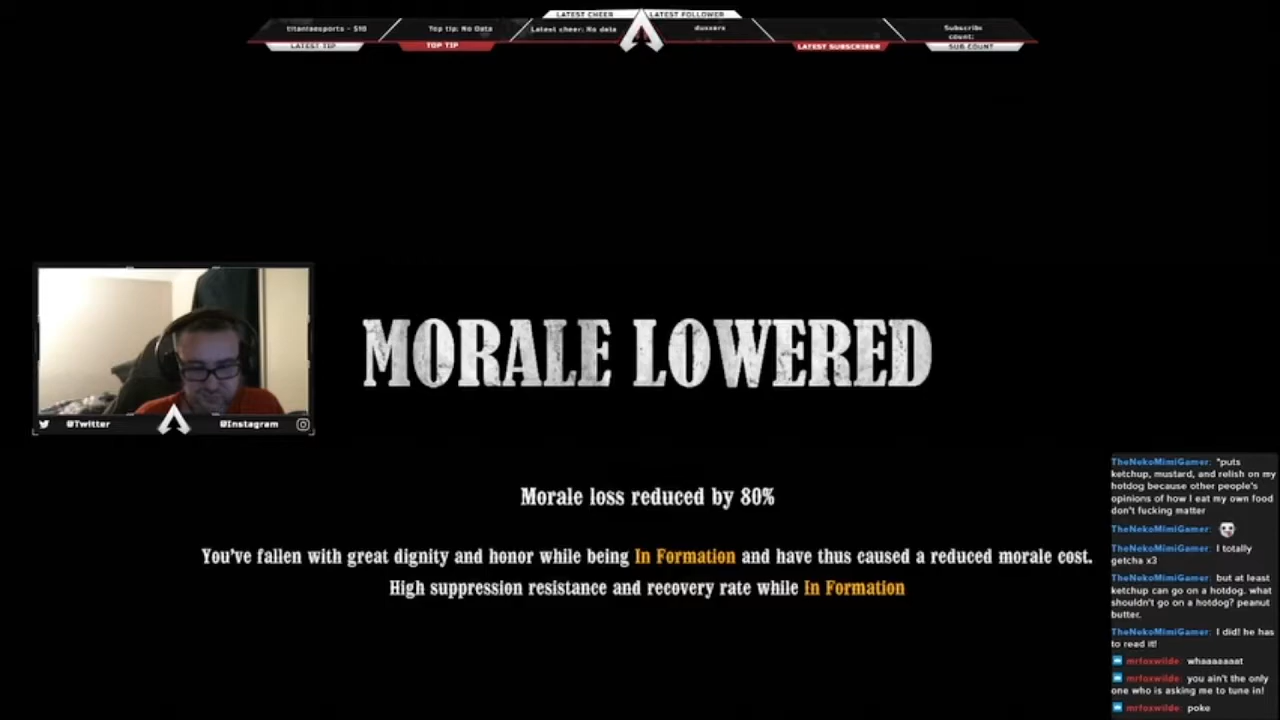 LATEST CHEER
LATEST FOLLOWER
titantaesports - $10
Top tip: No Data
Latest cheer: No data
duxxers
Subscribe
count:
LATEST TIP
TOP TIP
LATEST SUBSCRIBER
SUB COUNT
MORALE LOWERED
@Twitter
@Instagram
Morale loss reduced by 80%
You've fallen with great dignity and honor while being In Formation and have thus caused a reduced morale cost.
High suppression resistance and recovery rate while In Formation
TheNekoMimiGamer: "puts
ketchup, mustard, and relish on my
hotdog because other people's
opinions of how I eat my own food
don't fucking matter
TheNekoMimiGamer:
TheNekoMimiGamer: I totally
getcha x3
TheNekoMimiGamer: but at least
ketchup can go on a hotdog. what
shouldn't go on a hotdog? peanut
butter.
TheNekoMimiGamer: I did! he has
to read it!
mrfoxwilde: whaaaaaaat
mrfoxwilde: you ain't the only
one who is asking me to tune in!
mrfoxwilde: poke